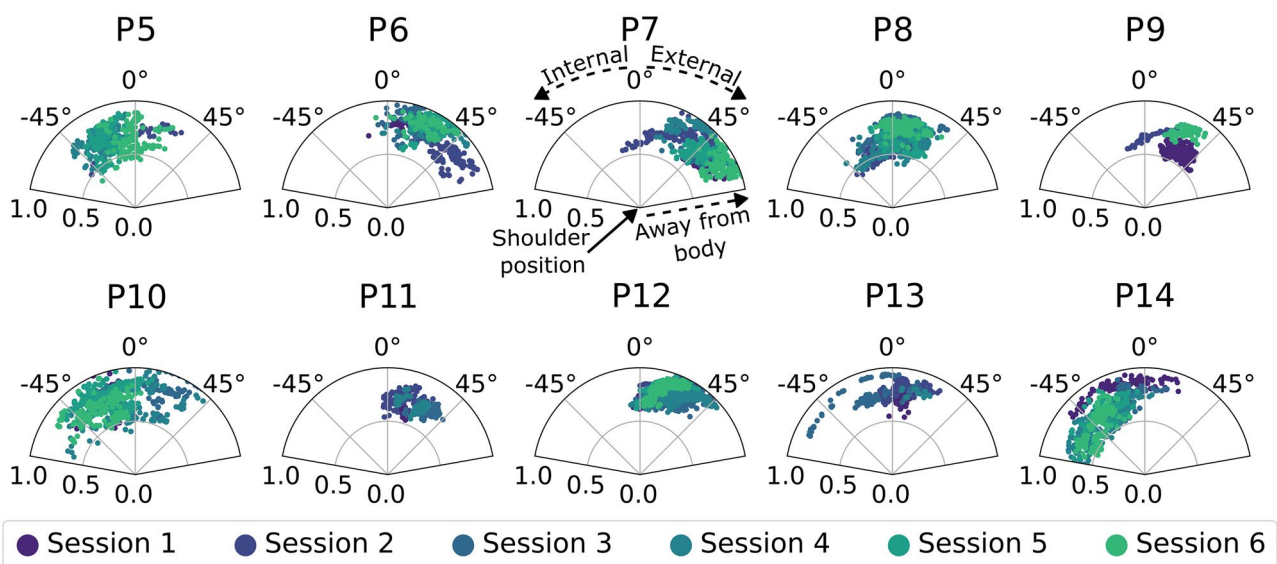 P5 P6 P7 P8 P9
Internal External
0° 0° 0° 0° 0°
-45° 45° -45° 45° -45° 45° -45° 45° -45° 45°
1.0 0.5 0.0 1.0 0.5 0.0 1.0 0.5 1.0 0.5 0.0 1.0 0.5 0.0
Shoulder
position
Away from
body
P10 P11 P12 P13 P14
0° 0° 0° 0° 0°
-45° 45° -45° 45° -45° 45° -45° 45° -45° 45°
1.0 0.5 0.0 1.0 0.5 0.0 1.0 0.5 0.0 1.0 0.5 0.0 1.0 0.5 0.0
Session 1 Session 2 Session 3 Session 4 Session 5 Session 6